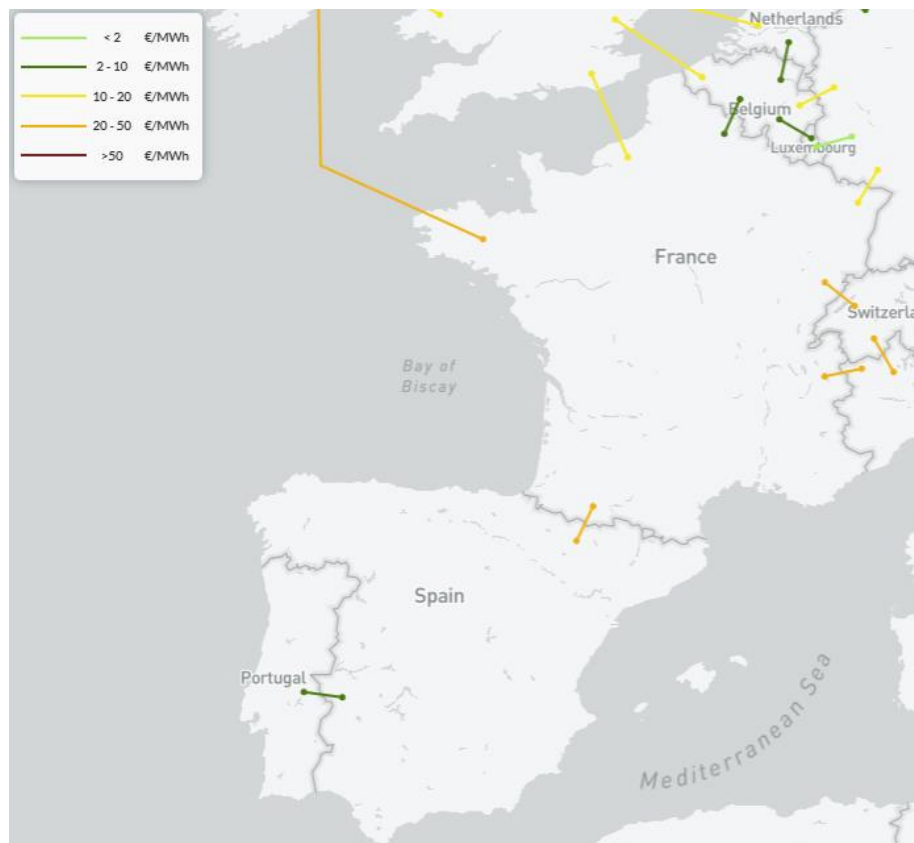 < 2 €/MWh
2 - 10 €/MWh
10 - 20 €/MWh
20 - 50 €/MWh
>50 €/MWh
Netherlands
Belgium
Luxembourg
France
Switzerla
Bay of
Biscay
Spain
Portugal
Mediterranean Sea